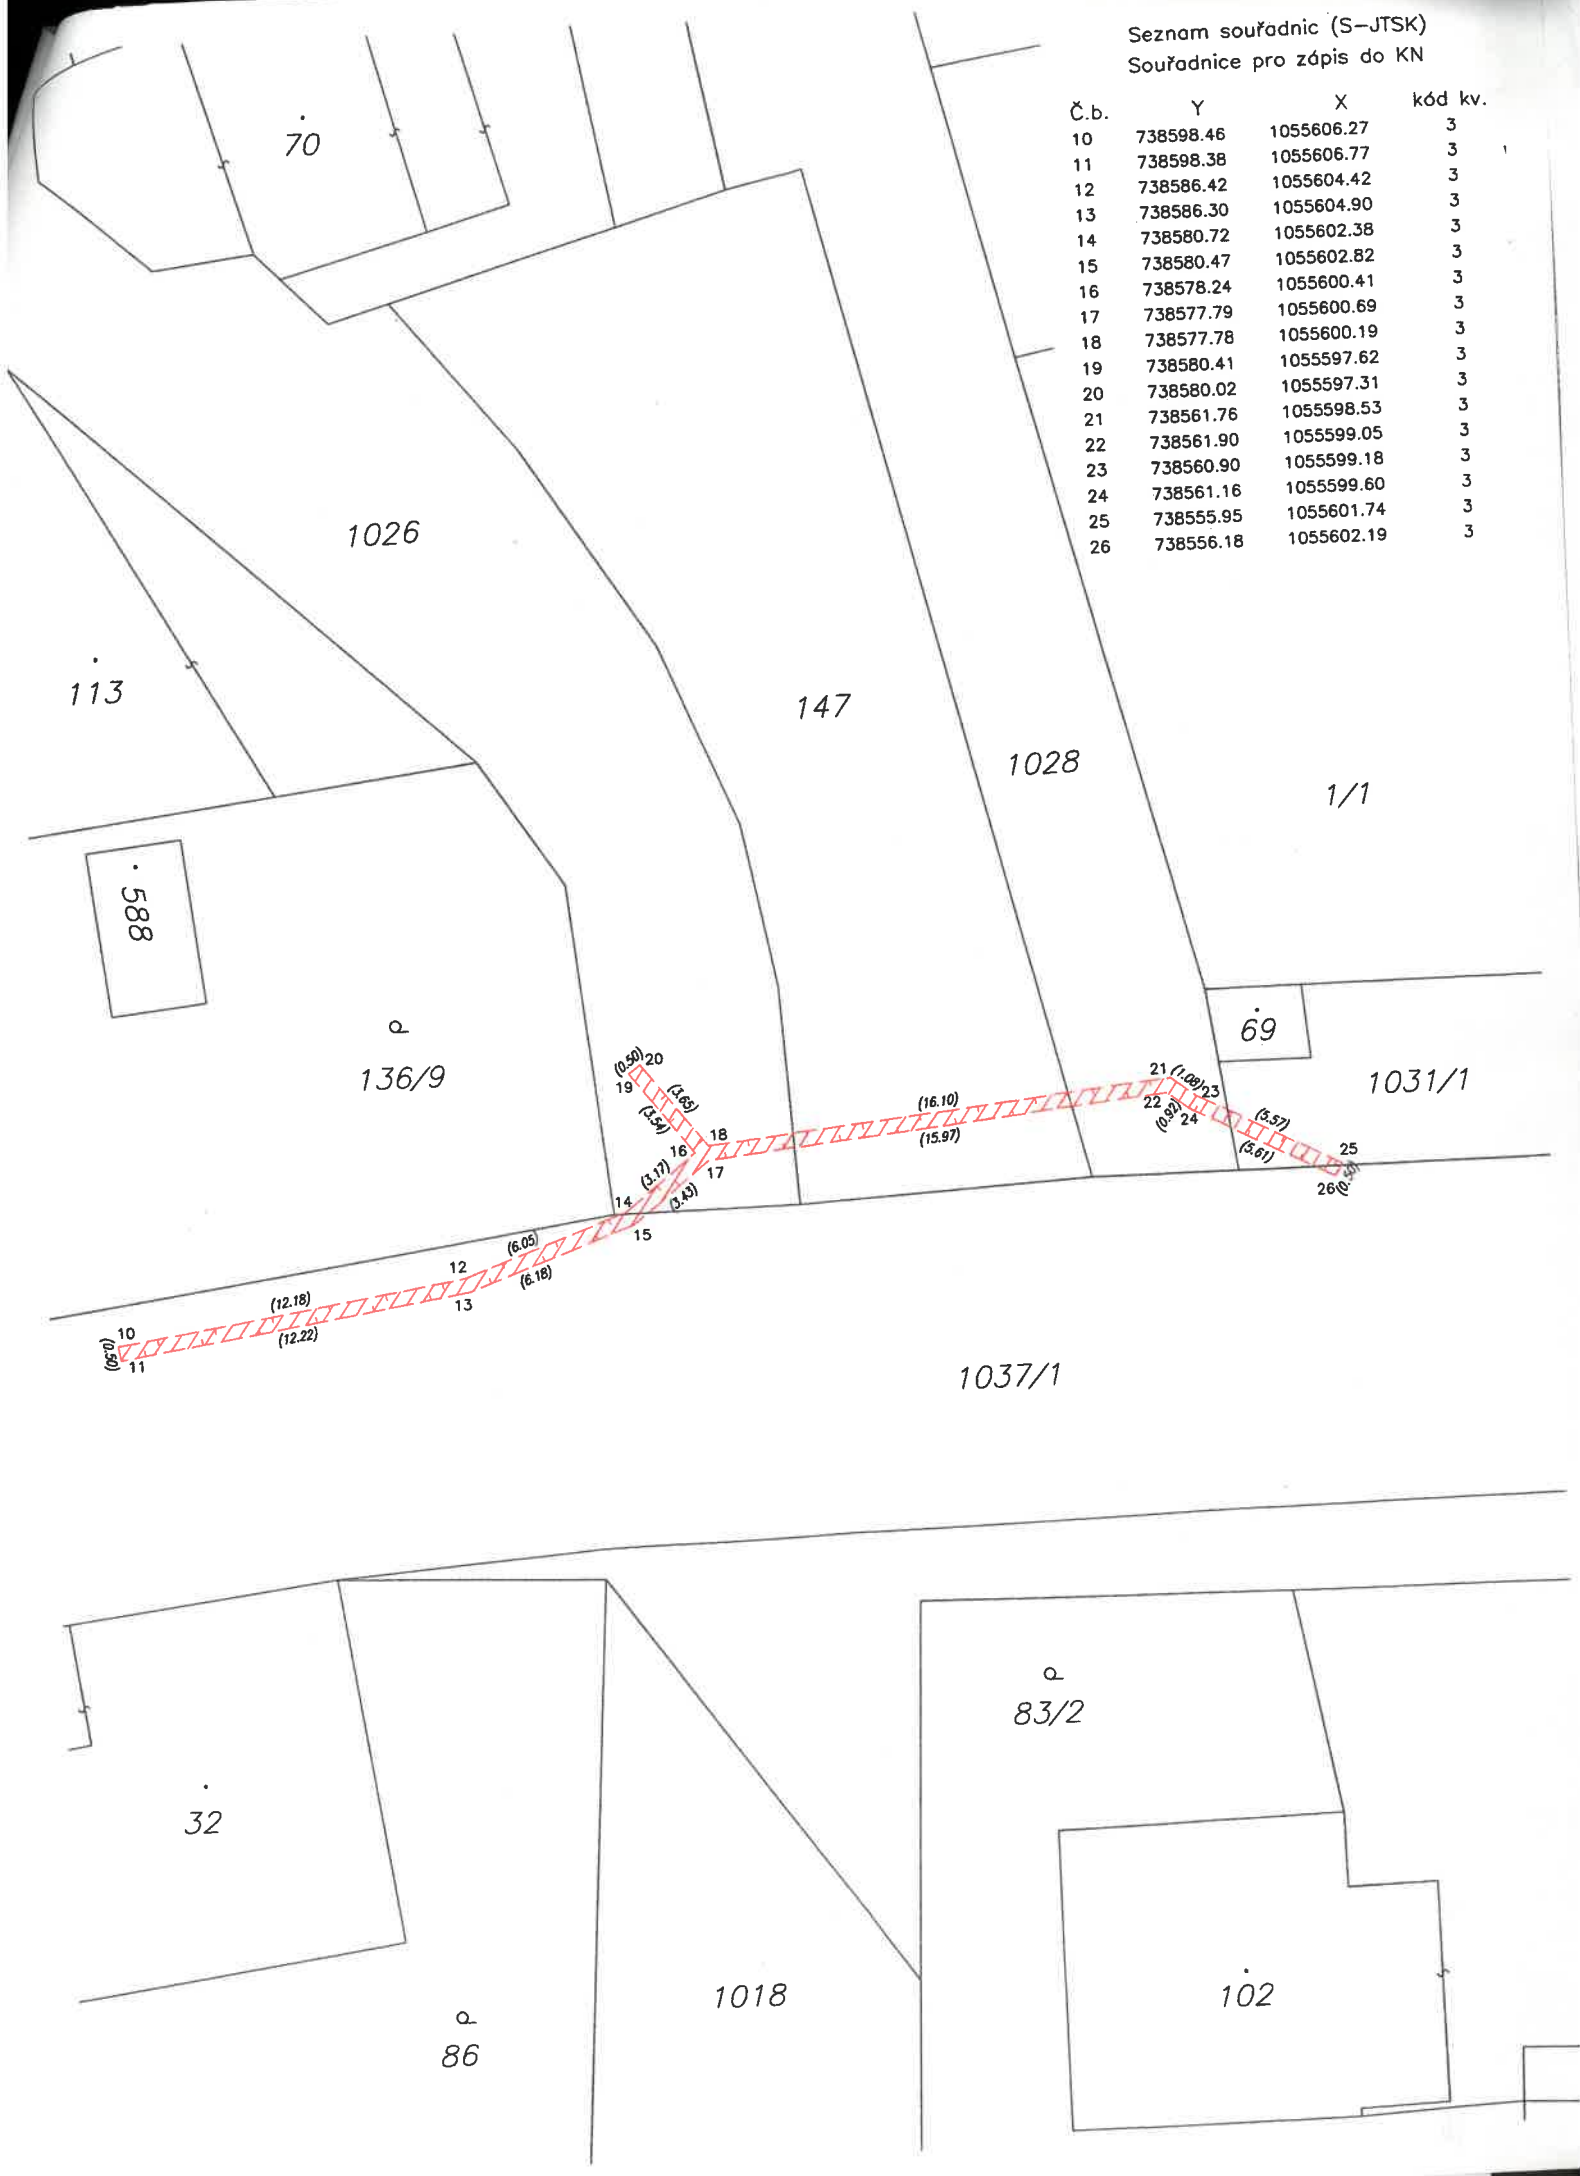 Seznam souřadnic (S-JTSK)
Souřadnice pro zápis do KN
Č.b. Y X kód kv.
10 738598.46 1055606.27 3
11 738598.38 1055606.77 3
12 738586.42 1055604.42 3
13 738586.30 1055604.90 3
14 738580.72 1055602.38 3
15 738580.47 1055602.82 3
16 738578.24 1055600.41 3
17 738577.79 1055600.69 3
18 738577.78 1055600.19 3
19 738580.41 1055597.62 3
20 738580.02 1055597.31 3
21 738561.76 1055598.53 3
22 738561.90 1055599.05 3
23 738560.90 1055599.18 3
24 738561.16 1055599.60 3
25 738555.95 1055601.74 3
26 738556.18 1055602.19 3
70
1026
113
147
1028
1/1
588
69
136/9
1031/1
(0.50)
20
19
(3.65)
(3.54)
18
16
17
(3.17)
(3.43)
14
15
(16.10)
(15.97)
21
(1.08)
23
22
(0.92)
24
(5.57)
(5.61)
25
26
(6.05)
(6.18)
12
13
(12.18)
(12.22)
10
(0.50)
11
1037/1
83/2
32
1018
102
86